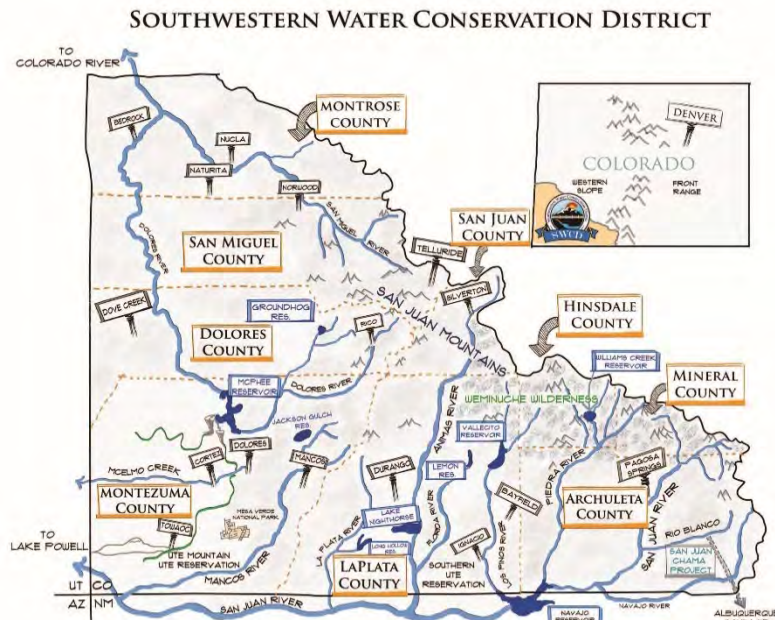 SOUTHWESTERN WATER CONSERVATION DISTRICT
TO
COLORADO RIVER
MONTROSE
COUNTY
BEDROCK
NUCLA
NATURITA
NORWOOD
DENVER
COLORADO
WESTERN
SLOPE
FRONT
RANGE
SWCD
SAN MIGUEL
COUNTY
SAN MIGUEL RIVER
DOLORES RIVER
SAN JUAN
COUNTY
TELLURIDE
SILVERTON
DOVE CREEK
GROUNDHOG
RES.
RICO
SAN JUAN MOUNTAINS
HINSDALE
COUNTY
DOLORES
COUNTY
WILLIAMS CREEK
RESERVOIR
MINERAL
COUNTY
MCPHEE
RESERVOIR
DOLORES RIVER
WEMINUCHE WILDERNESS
JACKSON GULCH
RES.
ANIMAS RIVER
VALLECITO
RESERVOIR
CORTEZ
DOLORES
MANCOS
DURANGO
LEMON
RES.
PIEDRA RIVER
PAGOSA
SPRINGS
MCELMO CREEK
MONTEZUMA
COUNTY
MESA VERDE
NATIONAL PARK
BAYFIELD
ARCHULETA
COUNTY
SAN JUAN RIVER
TO
LAKE POWELL
TOWAOC
UTE MOUNTAIN
UTE RESERVATION
LA PLATA RIVER
LAKE
NIGHTHORSE
FLORIDA RIVER
IGNACIO
LOS PINOS RIVER
RIO BLANCO
LONG HOLLOW
RES.
SAN JUAN
CHAMA
PROJECT
MANCOS RIVER
LAPLATA
COUNTY
SOUTHERN
UTE
RESERVATION
UT CO
AZ NM
SAN JUAN RIVER
NAVAJO
RESERVOIR
NAVAJO RIVER
ALBUQUERQUE